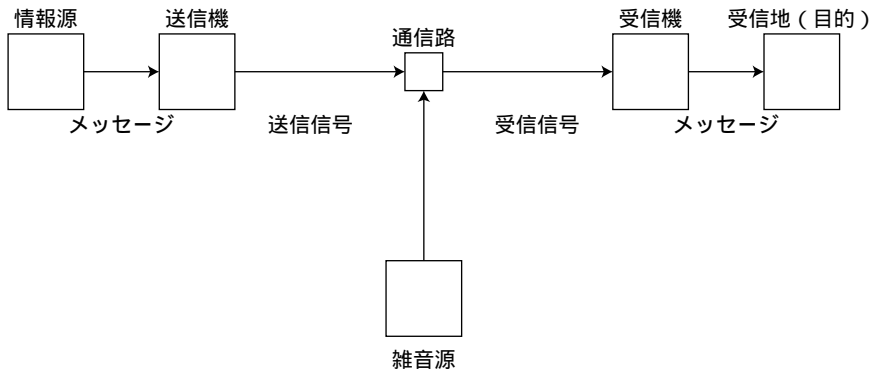 情報源
送信機
通信路
受信機
受信地(目的)
メッセージ
送信信号
受信信号
メッセージ
雑音源